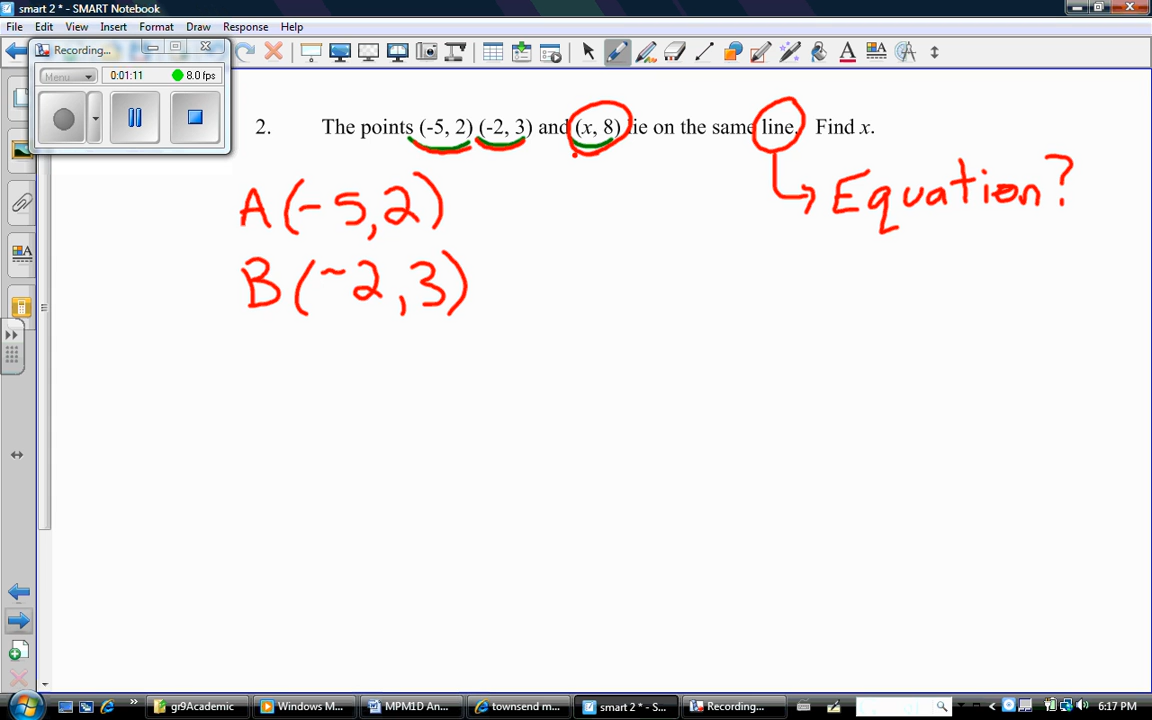 smart 2 * - SMART Notebook
File Edit View Insert Format Draw Response Help
Recording...
Menu 0:01:11 8.0 fps
2. The points (-5, 2) (-2, 3) and (x, 8) lie on the same line. Find x.
Equation?
A(-5,2)
B(-2,3)
gr9Academic Windows M... MPM1D An... townsend m... smart 2 * - S... Recording... 6:17 PM